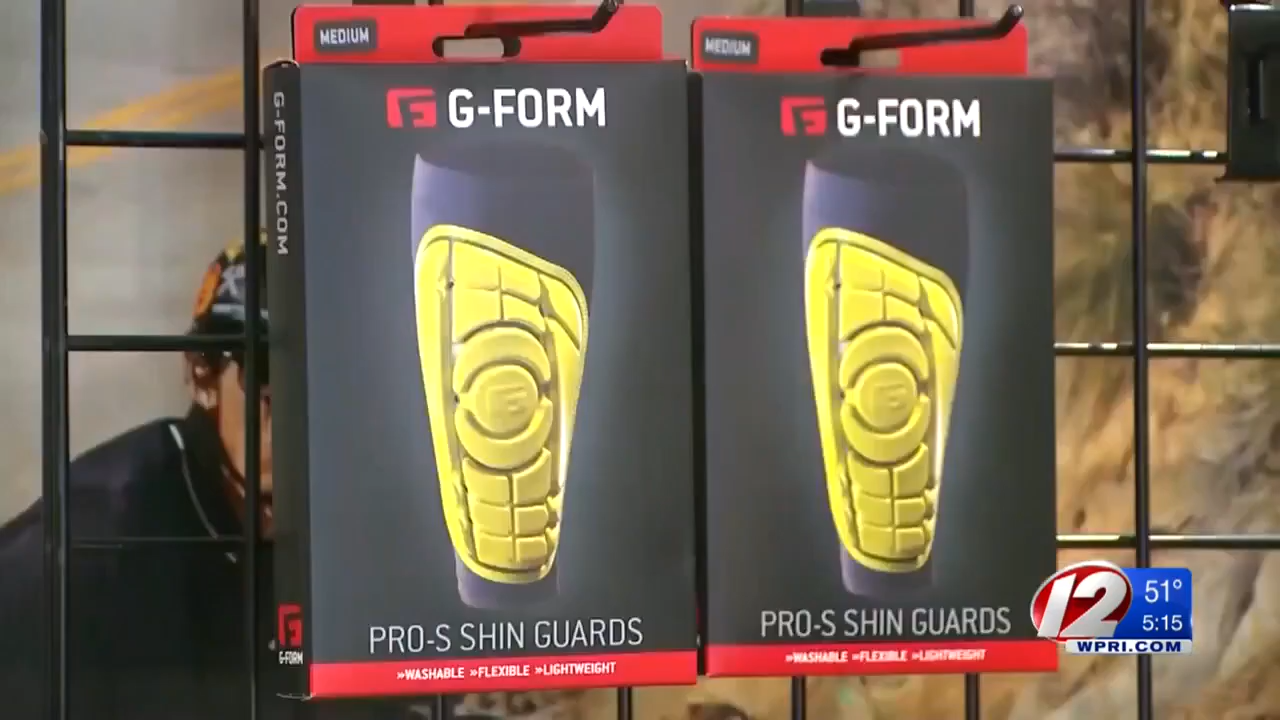 MEDIUM
G-FORM
G-FORM.COM
PRO-S SHIN GUARDS
»WASHABLE »FLEXIBLE »LIGHTWEIGHT
G-FORM
MEDIUM
G-FORM
PRO-S SHIN GUARDS
»WASHABLE »FLEXIBLE »LIGHTWEIGHT
12
51°
5:15
WPRI.COM